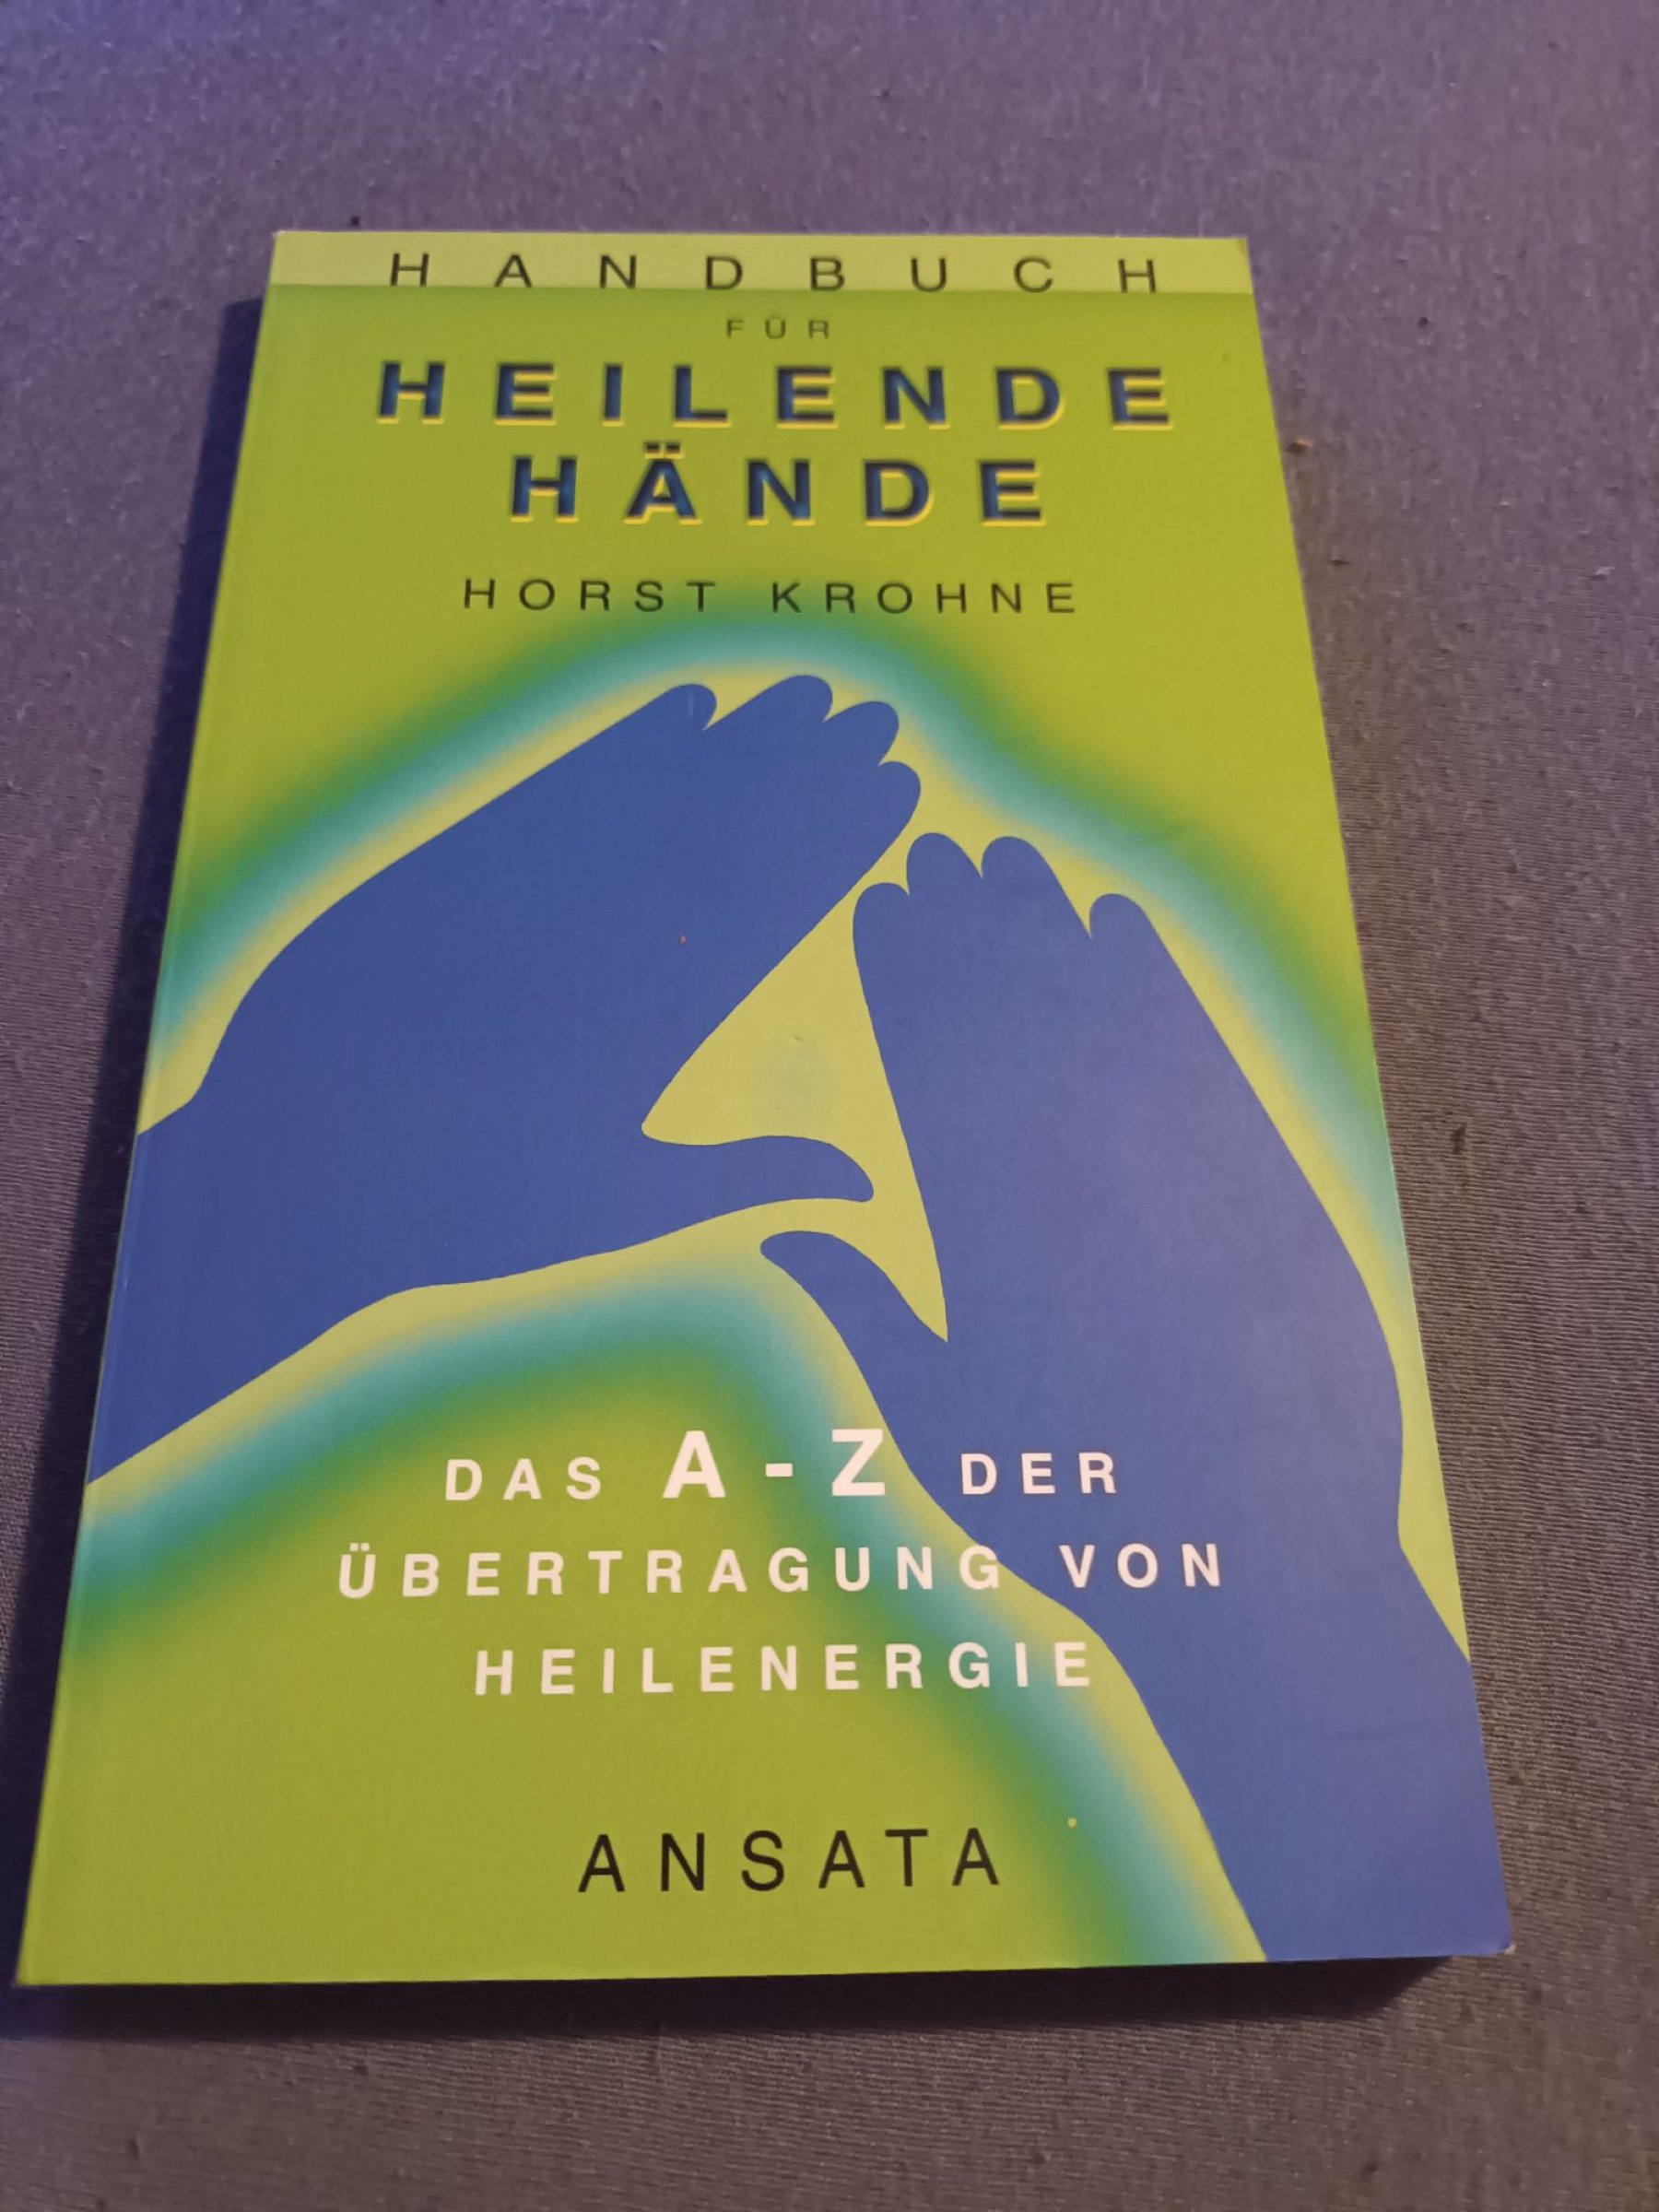 HANDBUCH
FÜR
HEILENDE
HÄNDE
HORST KROHNE
DAS A-Z DER
ÜBERTRAGUNG VON
HEILENERGIE
ANSATA